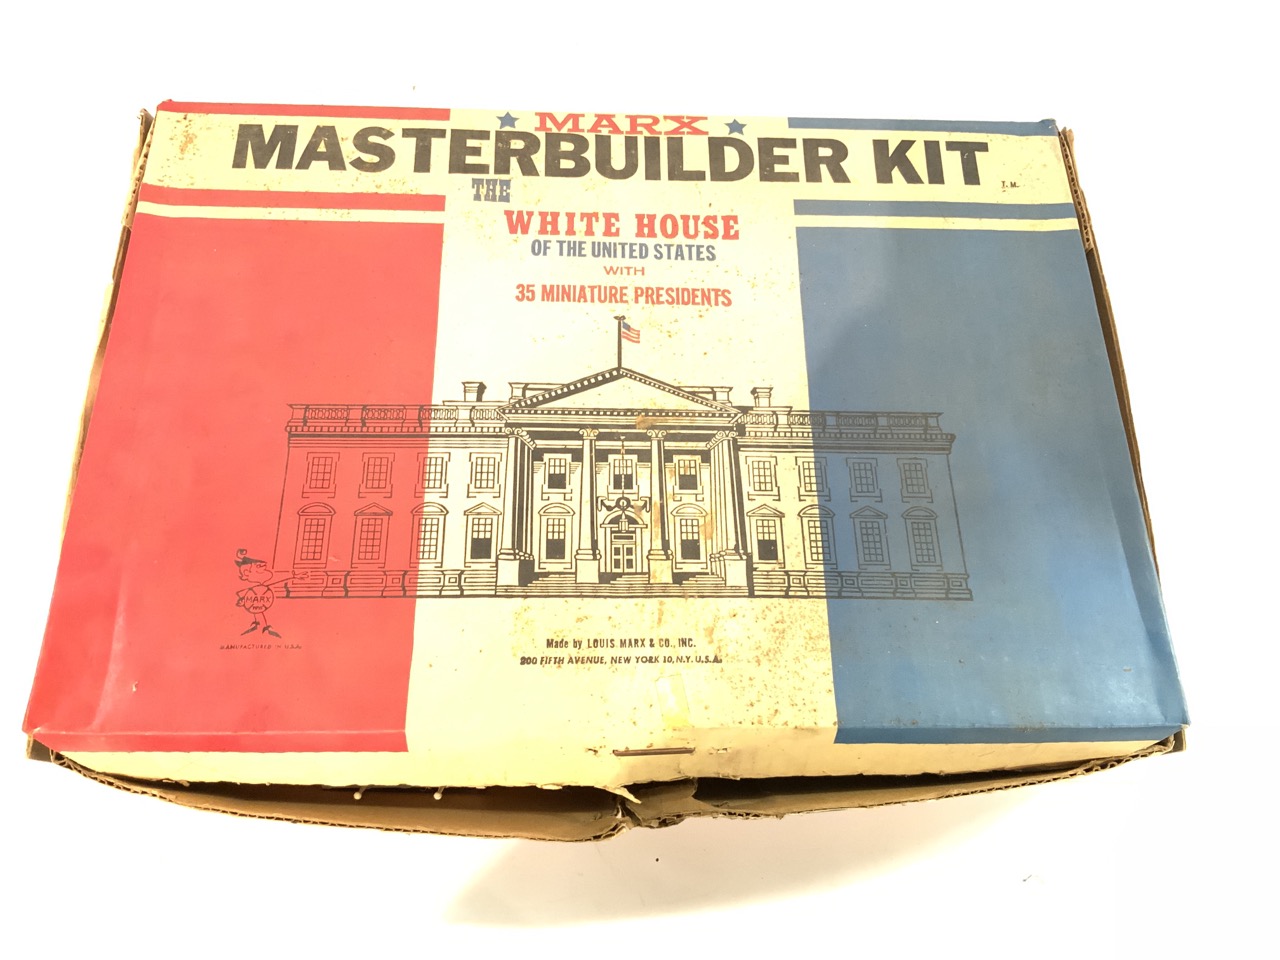 MARX
MASTERBUILDER KIT
T.M.
THE
WHITE HOUSE
OF THE UNITED STATES
WITH
35 MINIATURE PRESIDENTS
MARX
MANUFACTURED IN U.S.A.
Made by LOUIS MARX & CO., INC.
200 FIFTH AVENUE, NEW YORK 10, N.Y. U.S.A.